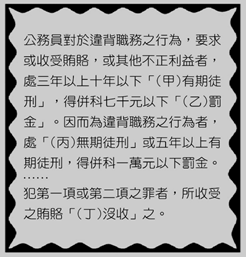 公務員對於違背職務之行為，要求
或收受賄賂，或其他不正利益者，
處三年以上十年以下「(甲)有期徒
刑」，得併科七千元以下「(乙)罰
金」。因而為違背職務之行為者，
處「(丙)無期徒刑」或五年以上有
期徒刑，得併科一萬元以下罰金。
……
犯第一項或第二項之罪者，所收受
之賄賂「(丁)沒收」之。